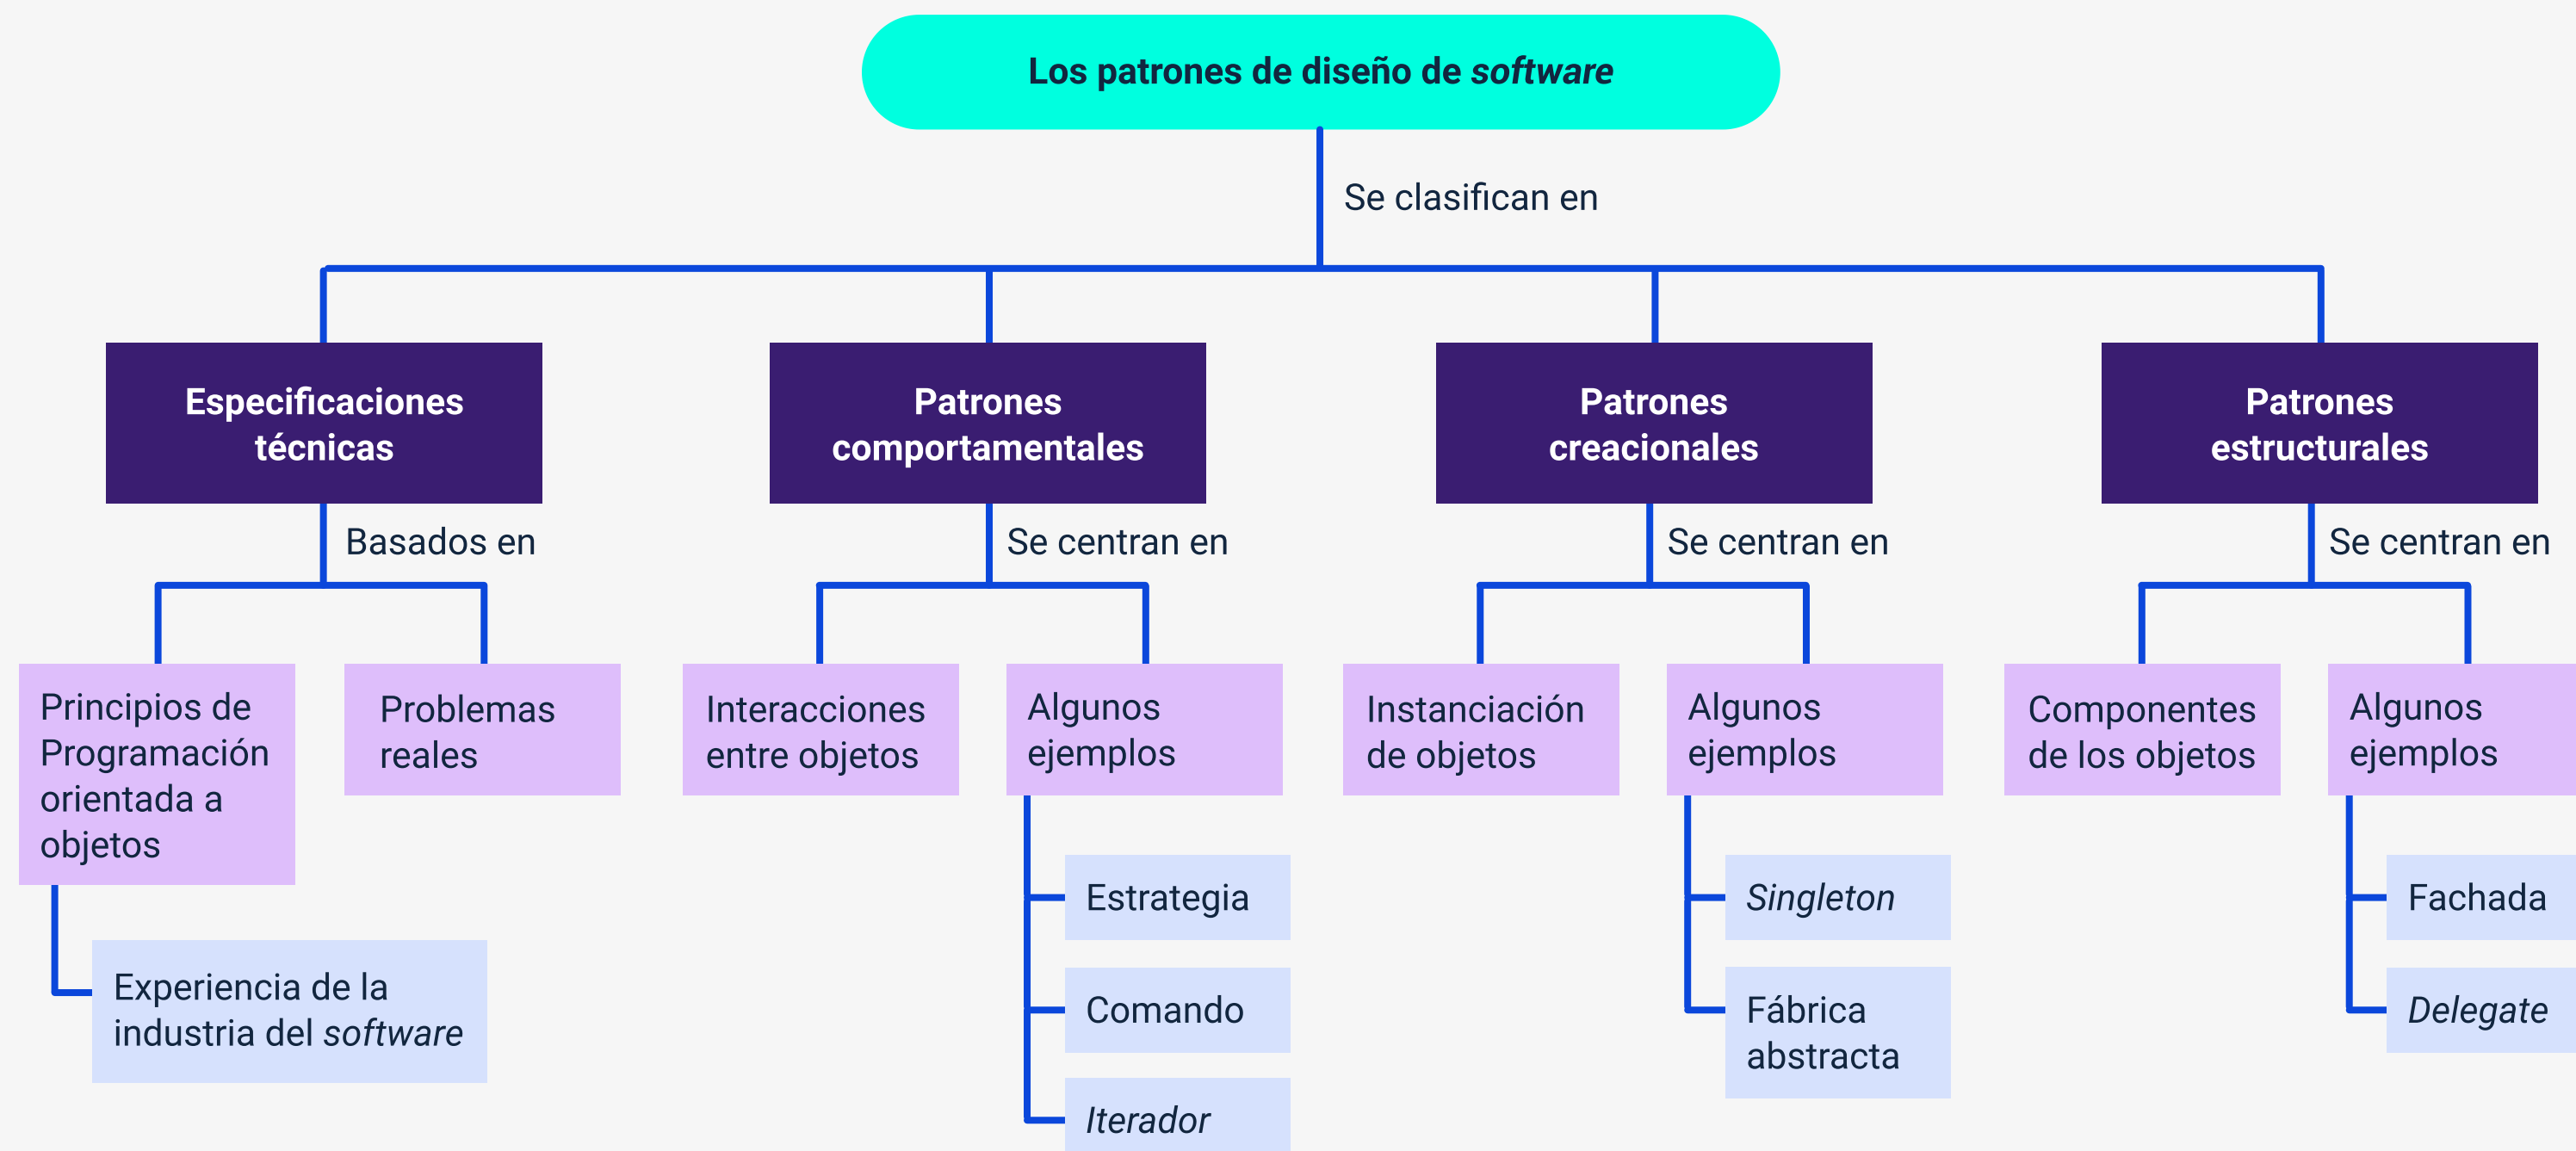 Los patrones de diseño de software
Se clasifican en
Especificaciones
técnicas
Patrones
comportamentales
Patrones
creacionales
Patrones
estructurales
Basados en
Se centran en
Se centran en
Se centran en
Principios de
Programación
orientada a
objetos
Problemas
reales
Interacciones
entre objetos
Algunos
ejemplos
Instanciación
de objetos
Algunos
ejemplos
Componentes
de los objetos
Algunos
ejemplos
Experiencia de la
industria del software
Estrategia
Comando
Iterador
Singleton
Fábrica
abstracta
Fachada
Delegate